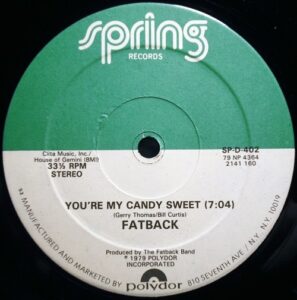 spring
RECORDS
Clita Music, Inc./
House of Gemini (BMI)
33⅓ RPM
STEREO
SP-D-402
79 NP 4364
2141 160
YOU'RE MY CANDY SWEET (7:04)
(Gerry Thomas/Bill Curtis)
FATBACK
Produced by The Fatback Band
℗ 1979 POLYDOR
INCORPORATED
MANUFACTURED AND MARKETED BY polydor 810 SEVENTH AVE / N.Y. N.Y. 10019